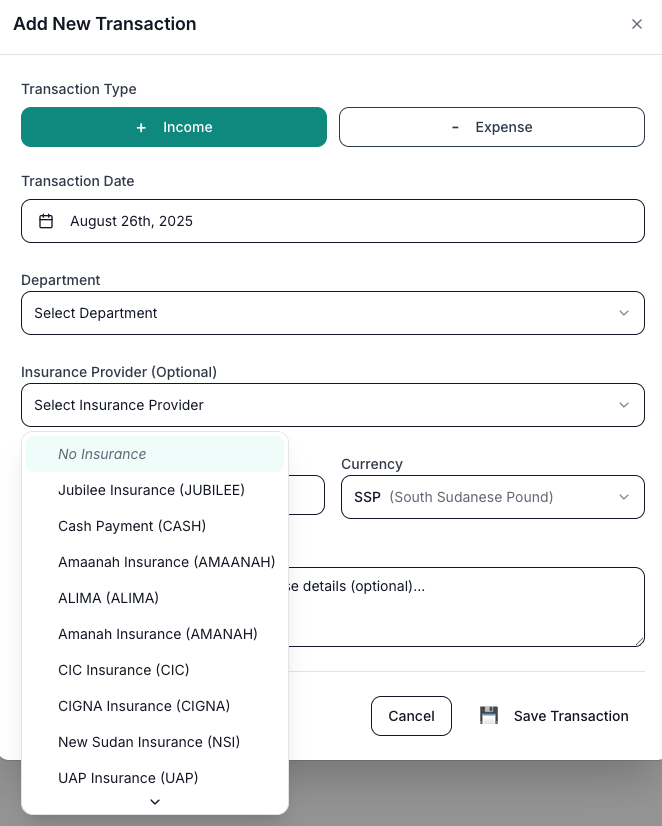 Add New Transaction
Transaction Type
+ Income
- Expense
Transaction Date
August 26th, 2025
Department
Select Department
Insurance Provider (Optional)
Select Insurance Provider
No Insurance
Jubilee Insurance (JUBILEE)
Cash Payment (CASH)
Amaanah Insurance (AMAANAH)
ALIMA (ALIMA)
Amanah Insurance (AMANAH)
CIC Insurance (CIC)
CIGNA Insurance (CIGNA)
New Sudan Insurance (NSI)
UAP Insurance (UAP)
Currency
SSP (South Sudanese Pound)
details (optional)...
Cancel
Save Transaction